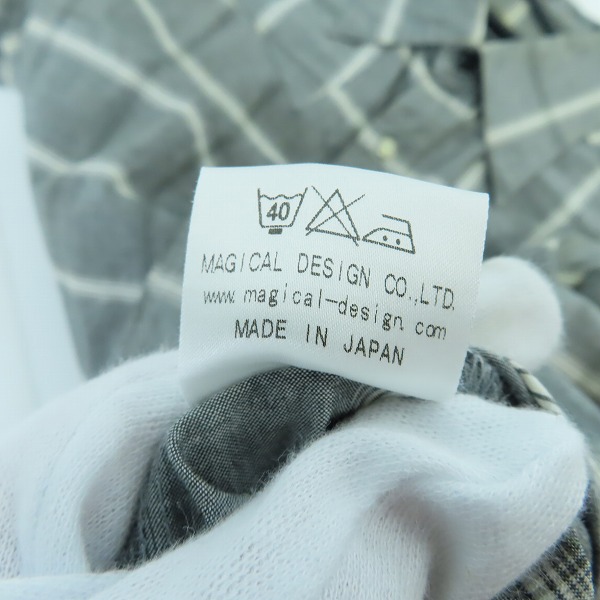 40
MAGICAL DESIGN CO.,LTD.
www.magical-design.com
MADE IN JAPAN